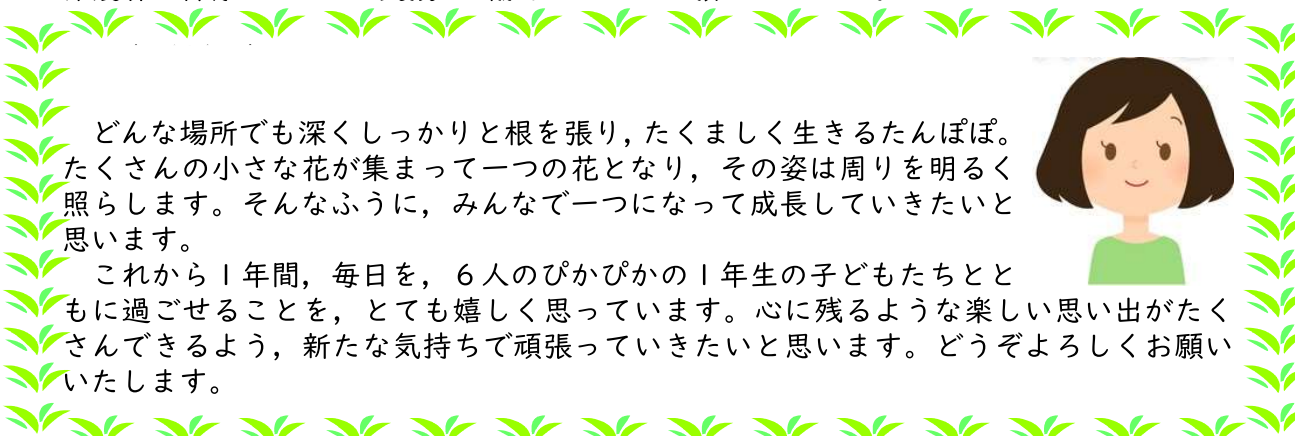 どんな場所でも深くしっかりと根を張り，たくましく生きるたんぽぽ。
たくさんの小さな花が集まって一つの花となり，その姿は周りを明るく
照らします。そんなふうに，みんなで一つになって成長していきたいと
思います。
　これから１年間，毎日を，６人のぴかぴかの１年生の子どもたちとと
もに過ごせることを，とても嬉しく思っています。心に残るような楽しい思い出がたく
さんできるよう，新たな気持ちで頑張っていきたいと思います。どうぞよろしくお願い
いたします。